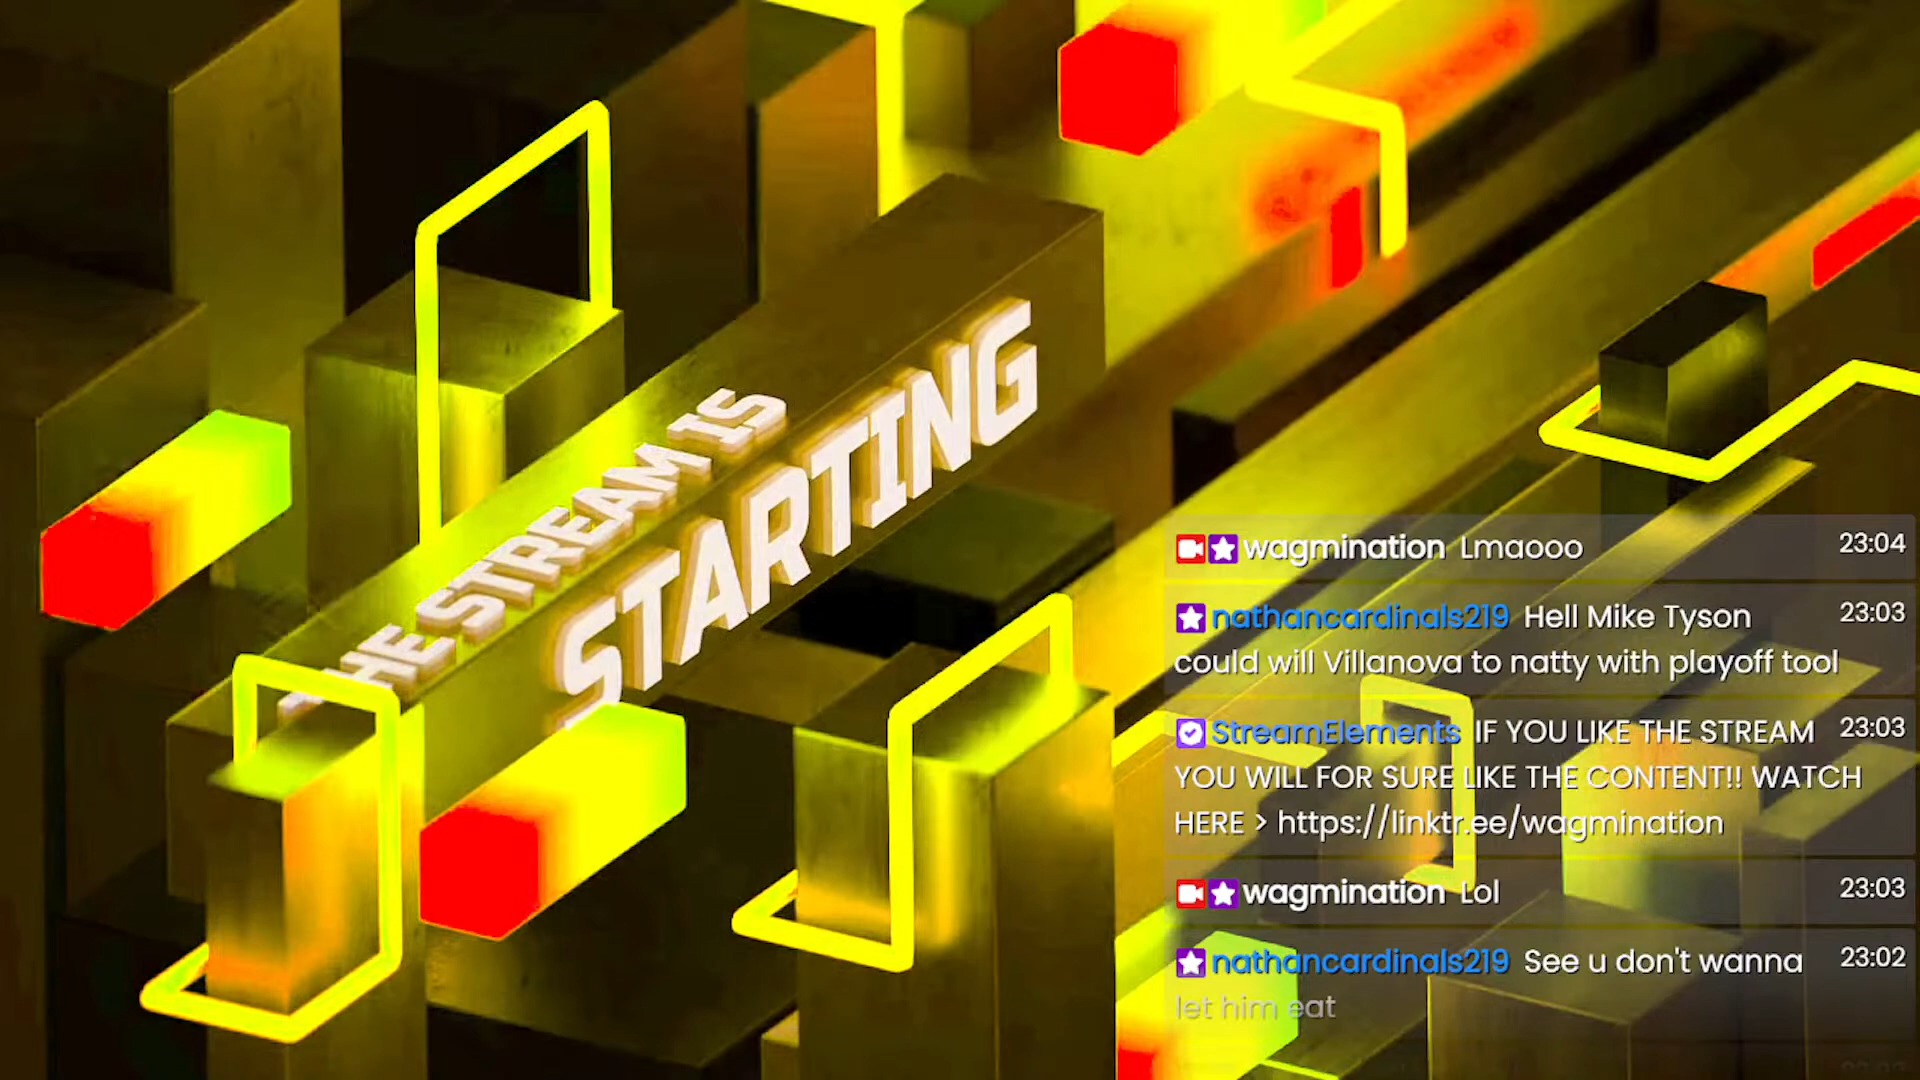 THE STREAM IS
STARTING
wagmination Lmaooo 23:04
nathancardinals219 Hell Mike Tyson 23:03
could will Villanova to natty with playoff tool
StreamElements IF YOU LIKE THE STREAM 23:03
YOU WILL FOR SURE LIKE THE CONTENT!! WATCH
HERE > https://linktr.ee/wagmination
wagmination Lol 23:03
nathancardinals219 See u don't wanna 23:02
let him eat